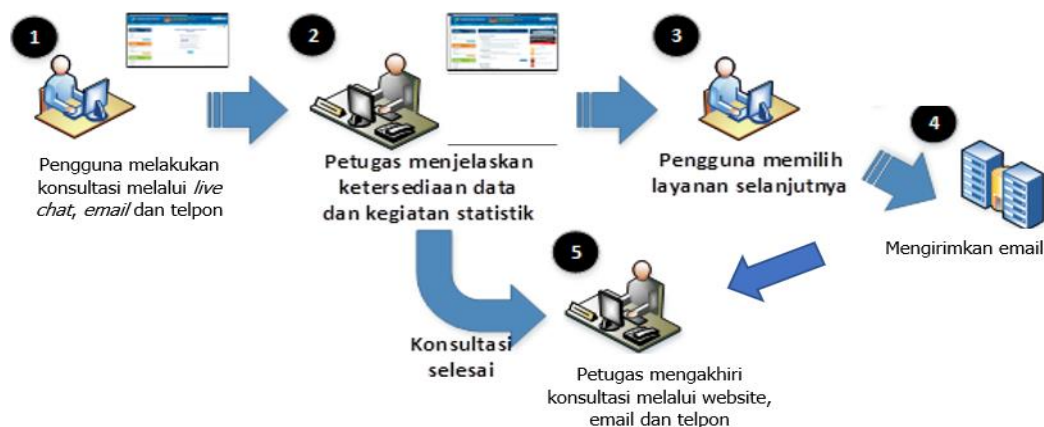 1
Pengguna melakukan
konsultasi melalui live
chat, email dan telpon
2
Petugas menjelaskan
ketersediaan data
dan kegiatan statistik
3
Pengguna memilih
layanan selanjutnya
4
Mengirimkan email
Konsultasi
selesai
5
Petugas mengakhiri
konsultasi melalui website,
email dan telpon